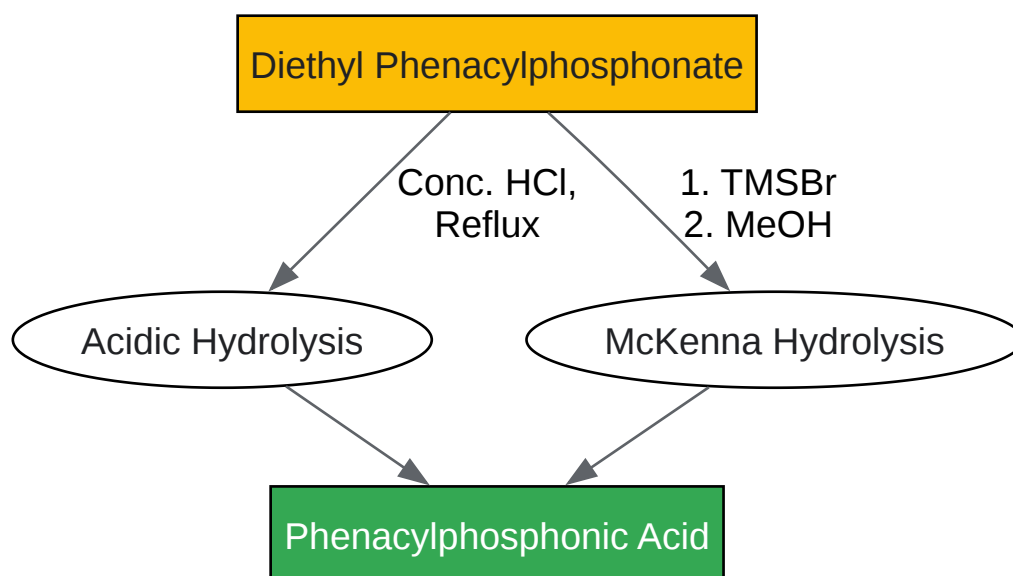 Diethyl Phenacylphosphonate
Conc. HCl,
Reflux
1. TMSBr
2. MeOH
Acidic Hydrolysis
McKenna Hydrolysis
Phenacylphosphonic Acid